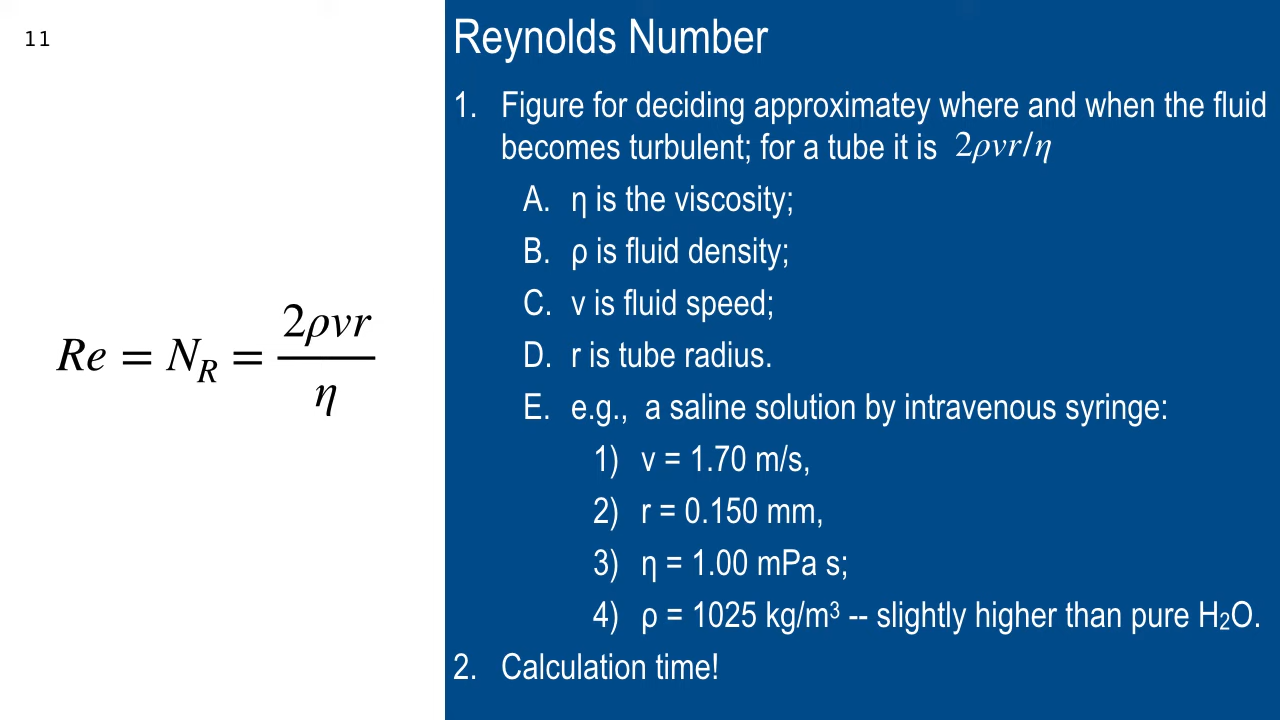 11
Reynolds Number
1. Figure for deciding approximatey where and when the fluid
becomes turbulent; for a tube it is 2ρvr/η
A. η is the viscosity;
B. ρ is fluid density;
C. v is fluid speed;
D. r is tube radius.
E. e.g., a saline solution by intravenous syringe:
1) v = 1.70 m/s,
2) r = 0.150 mm,
3) η = 1.00 mPa s;
4) ρ = 1025 kg/m³ -- slightly higher than pure H₂O.
2. Calculation time!
Re = N_R = 2ρvr / η